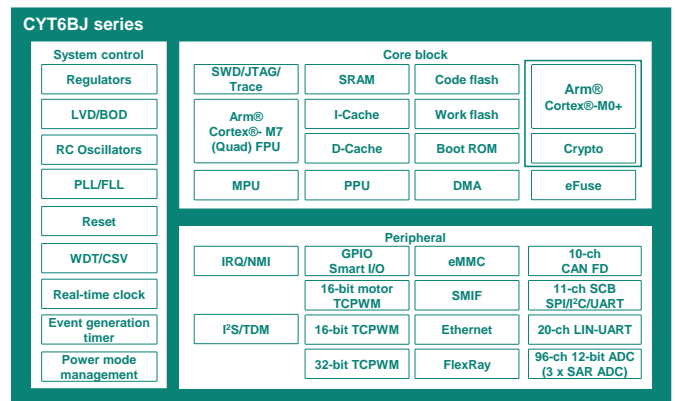 CYT6BJ series
System control
Regulators
LVD/BOD
RC Oscillators
PLL/FLL
Reset
WDT/CSV
Real-time clock
Event generation
timer
Power mode
management
Core block
SWD/JTAG/
Trace
SRAM
Code flash
Arm®
Cortex®-M0+
Arm®
Cortex®- M7
(Quad) FPU
I-Cache
Work flash
D-Cache
Boot ROM
Crypto
MPU
PPU
DMA
eFuse
Peripheral
IRQ/NMI
GPIO
Smart I/O
eMMC
10-ch
CAN FD
16-bit motor
TCPWM
SMIF
11-ch SCB
SPI/I²C/UART
I²S/TDM
16-bit TCPWM
Ethernet
20-ch LIN-UART
32-bit TCPWM
FlexRay
96-ch 12-bit ADC
(3 x SAR ADC)